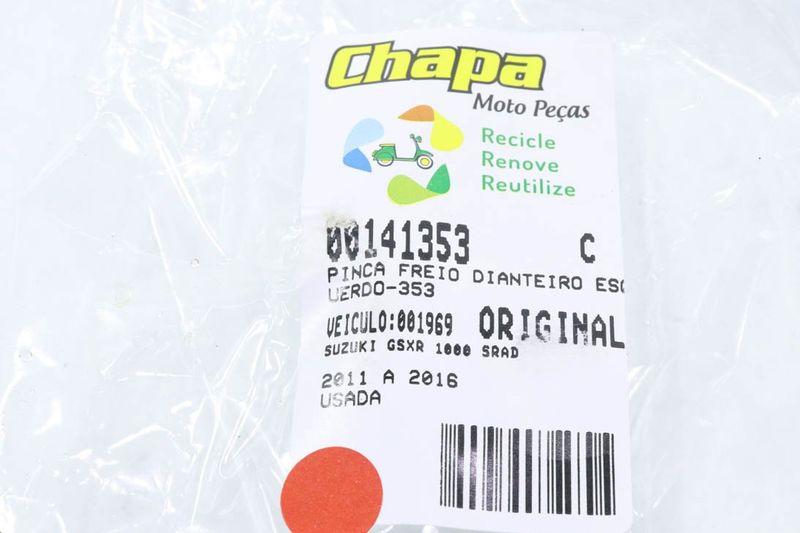 Chapa
Moto Peças
Recicle
Renove
Reutilize
00141353 C
PINCA FREIO DIANTEIRO ESQ
UERDO-353
VEICULO:001969 ORIGINAL
SUZUKI GSXR 1000 SRAD
2011 A 2016
USADA